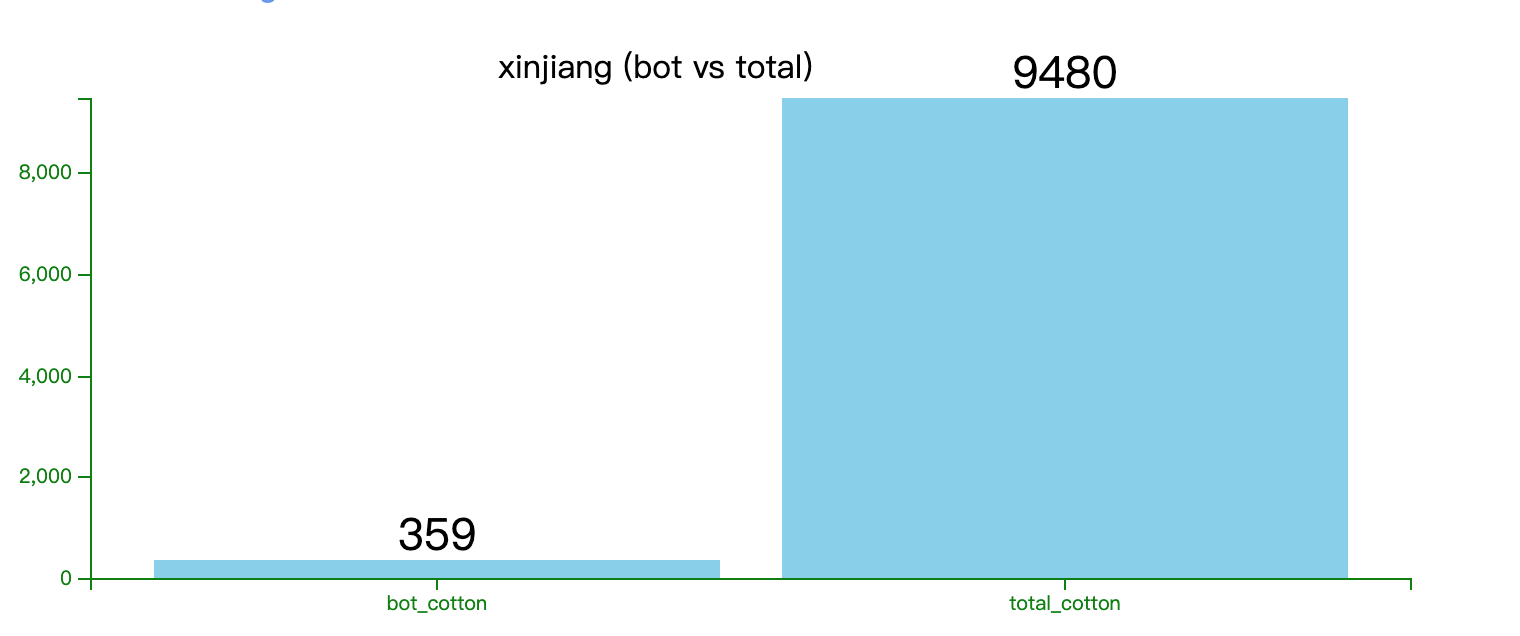 xinjiang (bot vs total)
9480
8,000
6,000
4,000
2,000
359
0
bot_cotton
total_cotton